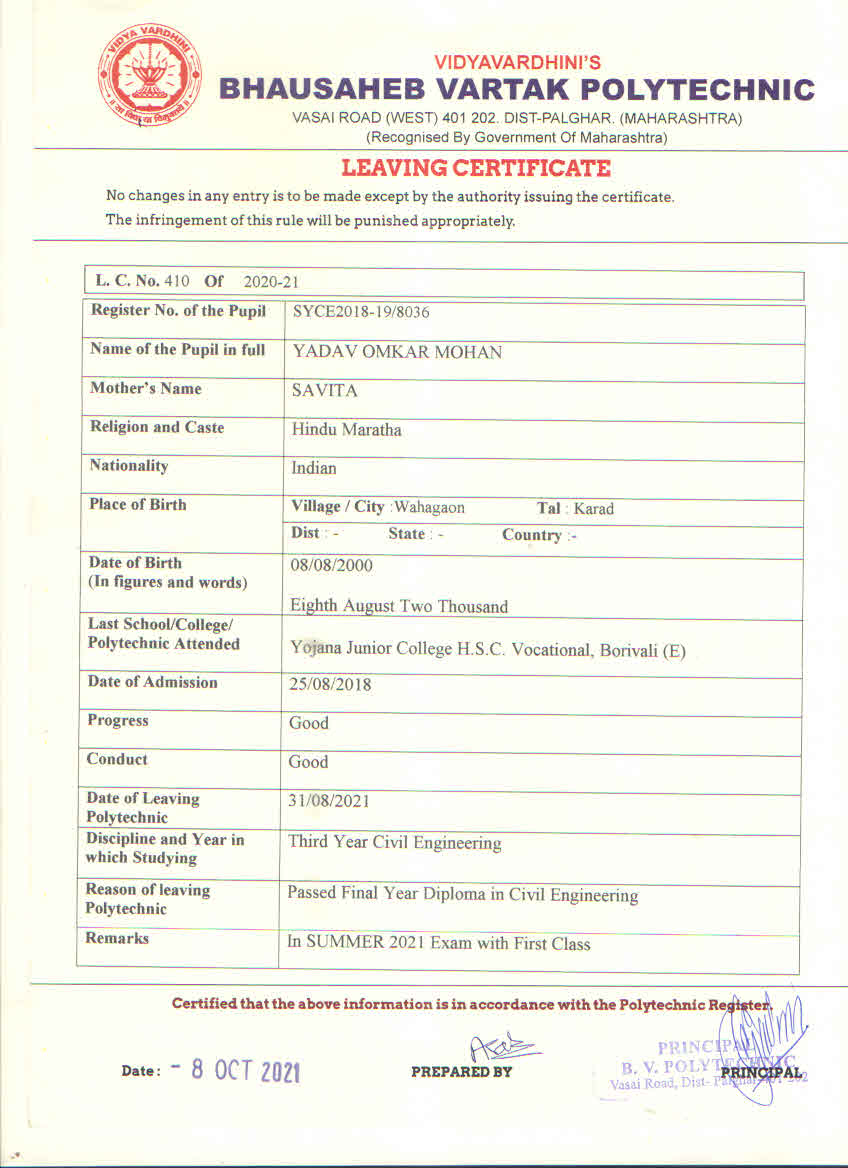 VIDYA VARDHINI
॥ सा विद्या या विमुक्तये ॥
VIDYAVARDHINI'S
BHAUSAHEB VARTAK POLYTECHNIC
VASAI ROAD (WEST) 401 202. DIST-PALGHAR. (MAHARASHTRA)
(Recognised By Government Of Maharashtra)
LEAVING CERTIFICATE
No changes in any entry is to be made except by the authority issuing the certificate.
The infringement of this rule will be punished appropriately.
L. C. No. 410 Of 2020-21
Register No. of the Pupil SYCE2018-19/8036
Name of the Pupil in full YADAV OMKAR MOHAN
Mother's Name SAVITA
Religion and Caste Hindu Maratha
Nationality Indian
Place of Birth Village / City :Wahagaon Tal : Karad
Dist : - State : - Country :-
Date of Birth 08/08/2000
(In figures and words)
Eighth August Two Thousand
Last School/College/
Polytechnic Attended Yojana Junior College H.S.C. Vocational, Borivali (E)
Date of Admission 25/08/2018
Progress Good
Conduct Good
Date of Leaving 31/08/2021
Polytechnic
Discipline and Year in Third Year Civil Engineering
which Studying
Reason of leaving Passed Final Year Diploma in Civil Engineering
Polytechnic
Remarks In SUMMER 2021 Exam with First Class
Certified that the above information is in accordance with the Polytechnic Register.
PRINCIPAL
B. V. POLYTECHNIC
Vasai Road, Dist- Palghar-401 202
Date: - 8 OCT 2021 PREPARED BY PRINCIPAL